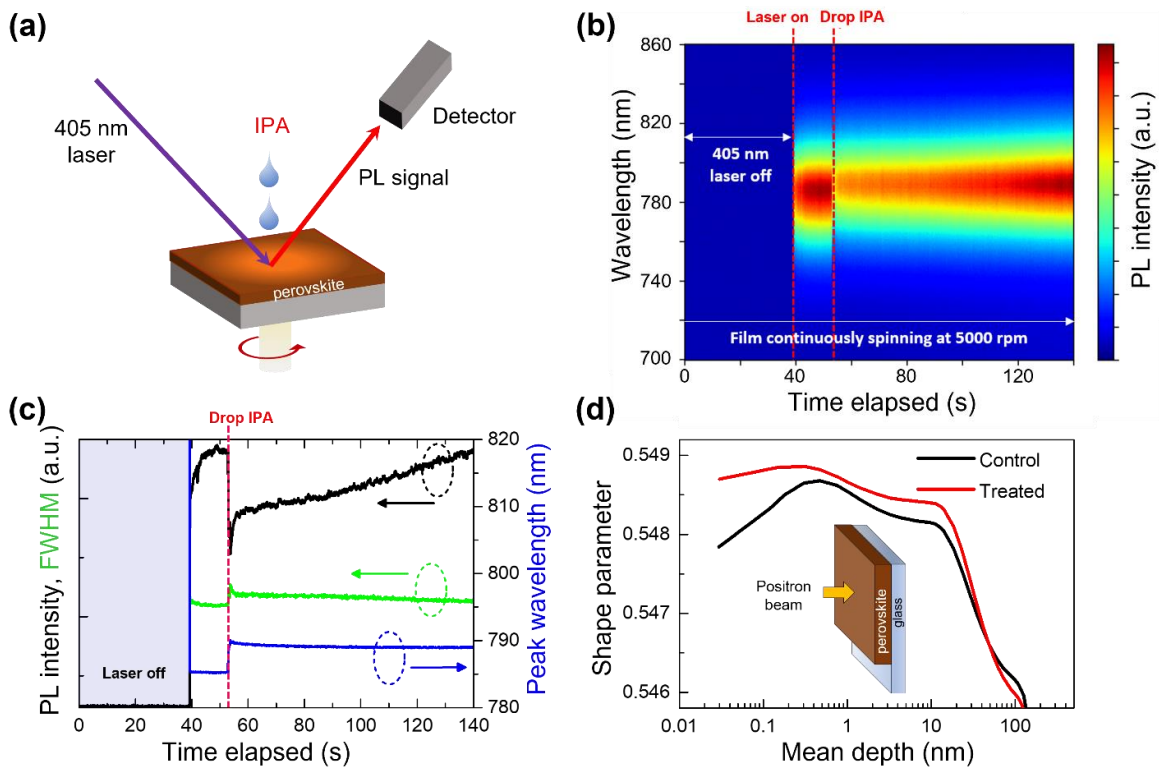 (a)
405 nm
laser
IPA
Detector
PL signal
perovskite
(b)
Laser on Drop IPA
860
820
780
740
700
Wavelength (nm)
405 nm
laser off
Film continuously spinning at 5000 rpm
0 40 80 120
Time elapsed (s)
PL intensity (a.u.)
(c)
Drop IPA
PL intensity, FWHM (a.u.)
Laser off
820
810
800
790
780
Peak wavelength (nm)
0 20 40 60 80 100 120 140
Time elapsed (s)
(d)
0.549
0.548
0.547
0.546
Shape parameter
Control
Treated
Positron
beam
perovskite
glass
0.01 0.1 1 10 100
Mean depth (nm)